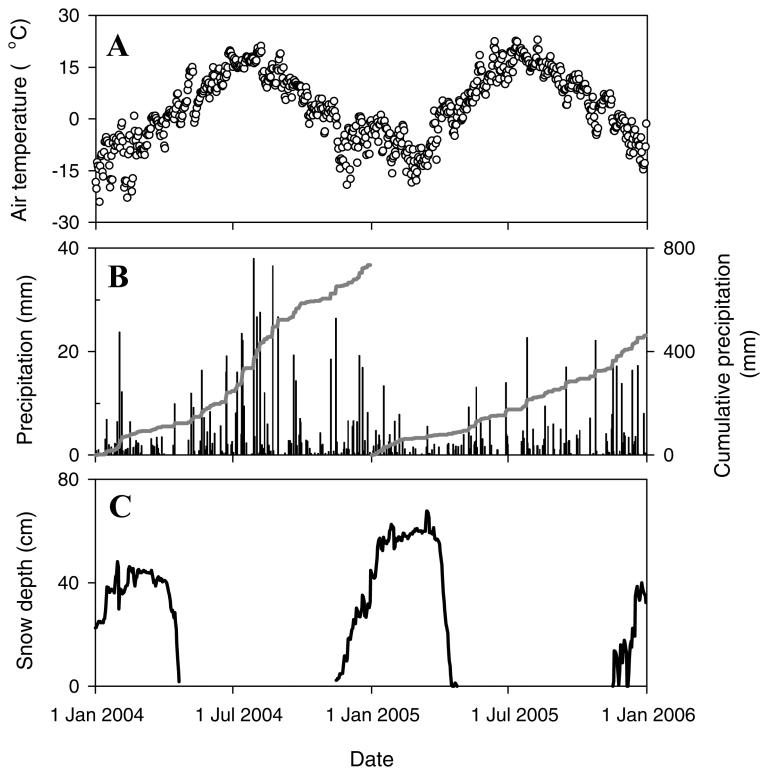 A
Air temperature ( °C)
30
15
0
-15
-30
B
Precipitation (mm)
40
20
0
800
400
0
Cumulative precipitation
(mm)
C
Snow depth (cm)
80
40
0
1 Jan 2004 1 Jul 2004 1 Jan 2005 1 Jul 2005 1 Jan 2006
Date